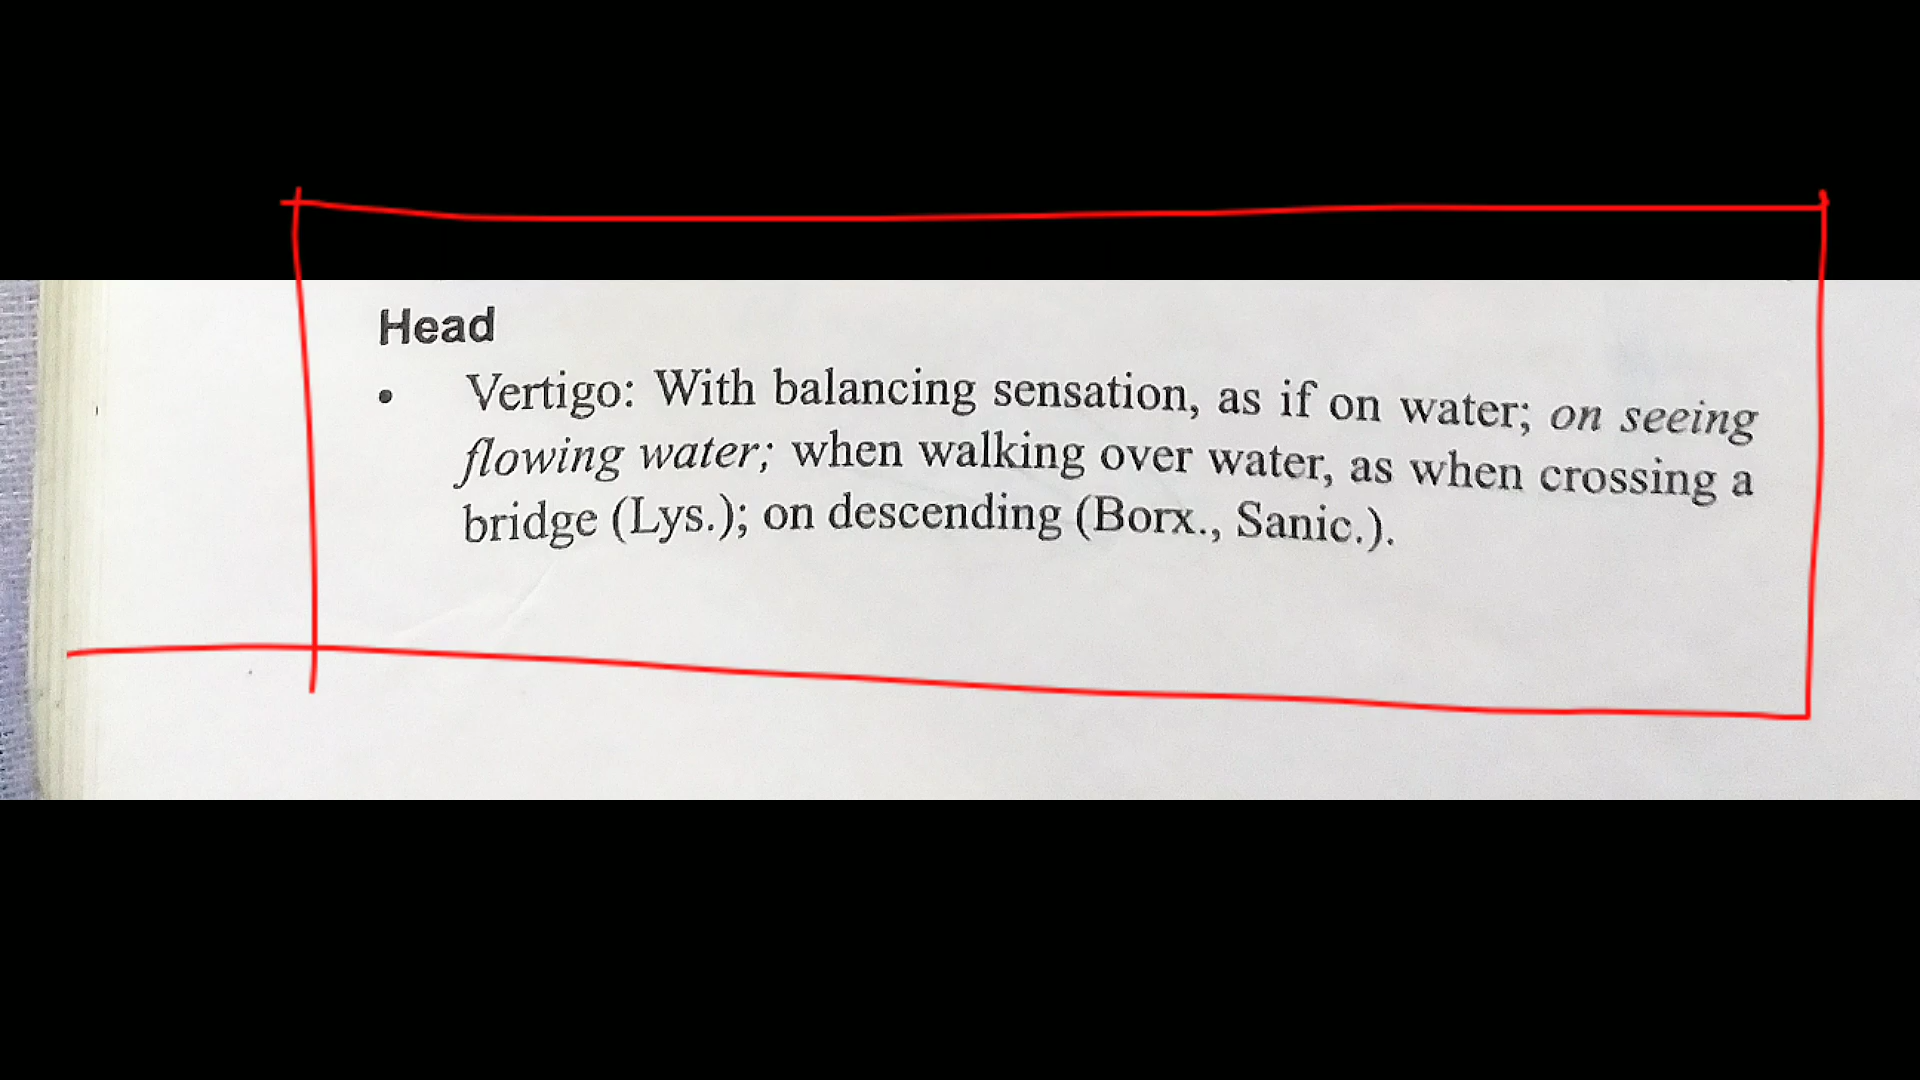 Head
• Vertigo: With balancing sensation, as if on water; on seeing
flowing water; when walking over water, as when crossing a
bridge (Lys.); on descending (Borx., Sanic.).